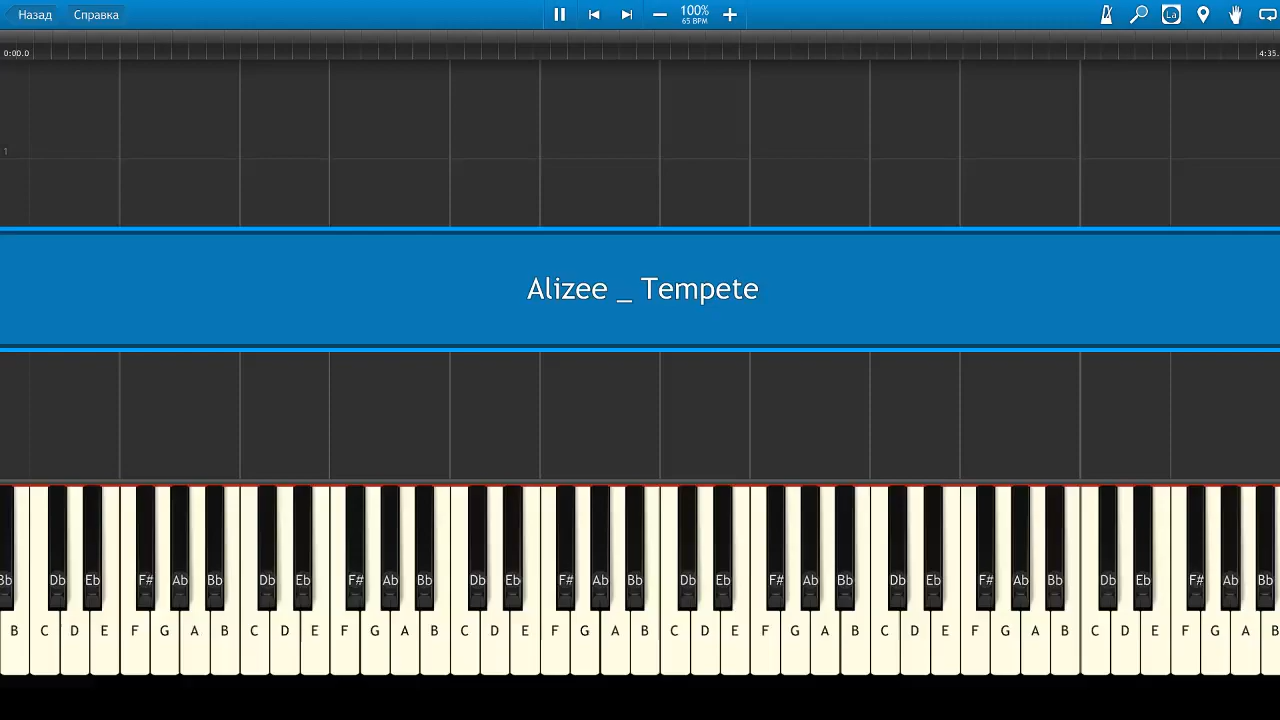 Назад Справка 100% La
65 BPM
0:00.0 4:35.
1
Alizee _ Tempete
Bb Db Eb F# Ab Bb Db Eb F# Ab Bb Db Eb F# Ab Bb Db Eb F# Ab Bb Db Eb F# Ab Bb Db Eb F# Ab Bb
B C D E F G A B C D E F G A B C D E F G A B C D E F G A B C D E F G A B C D E F G A B